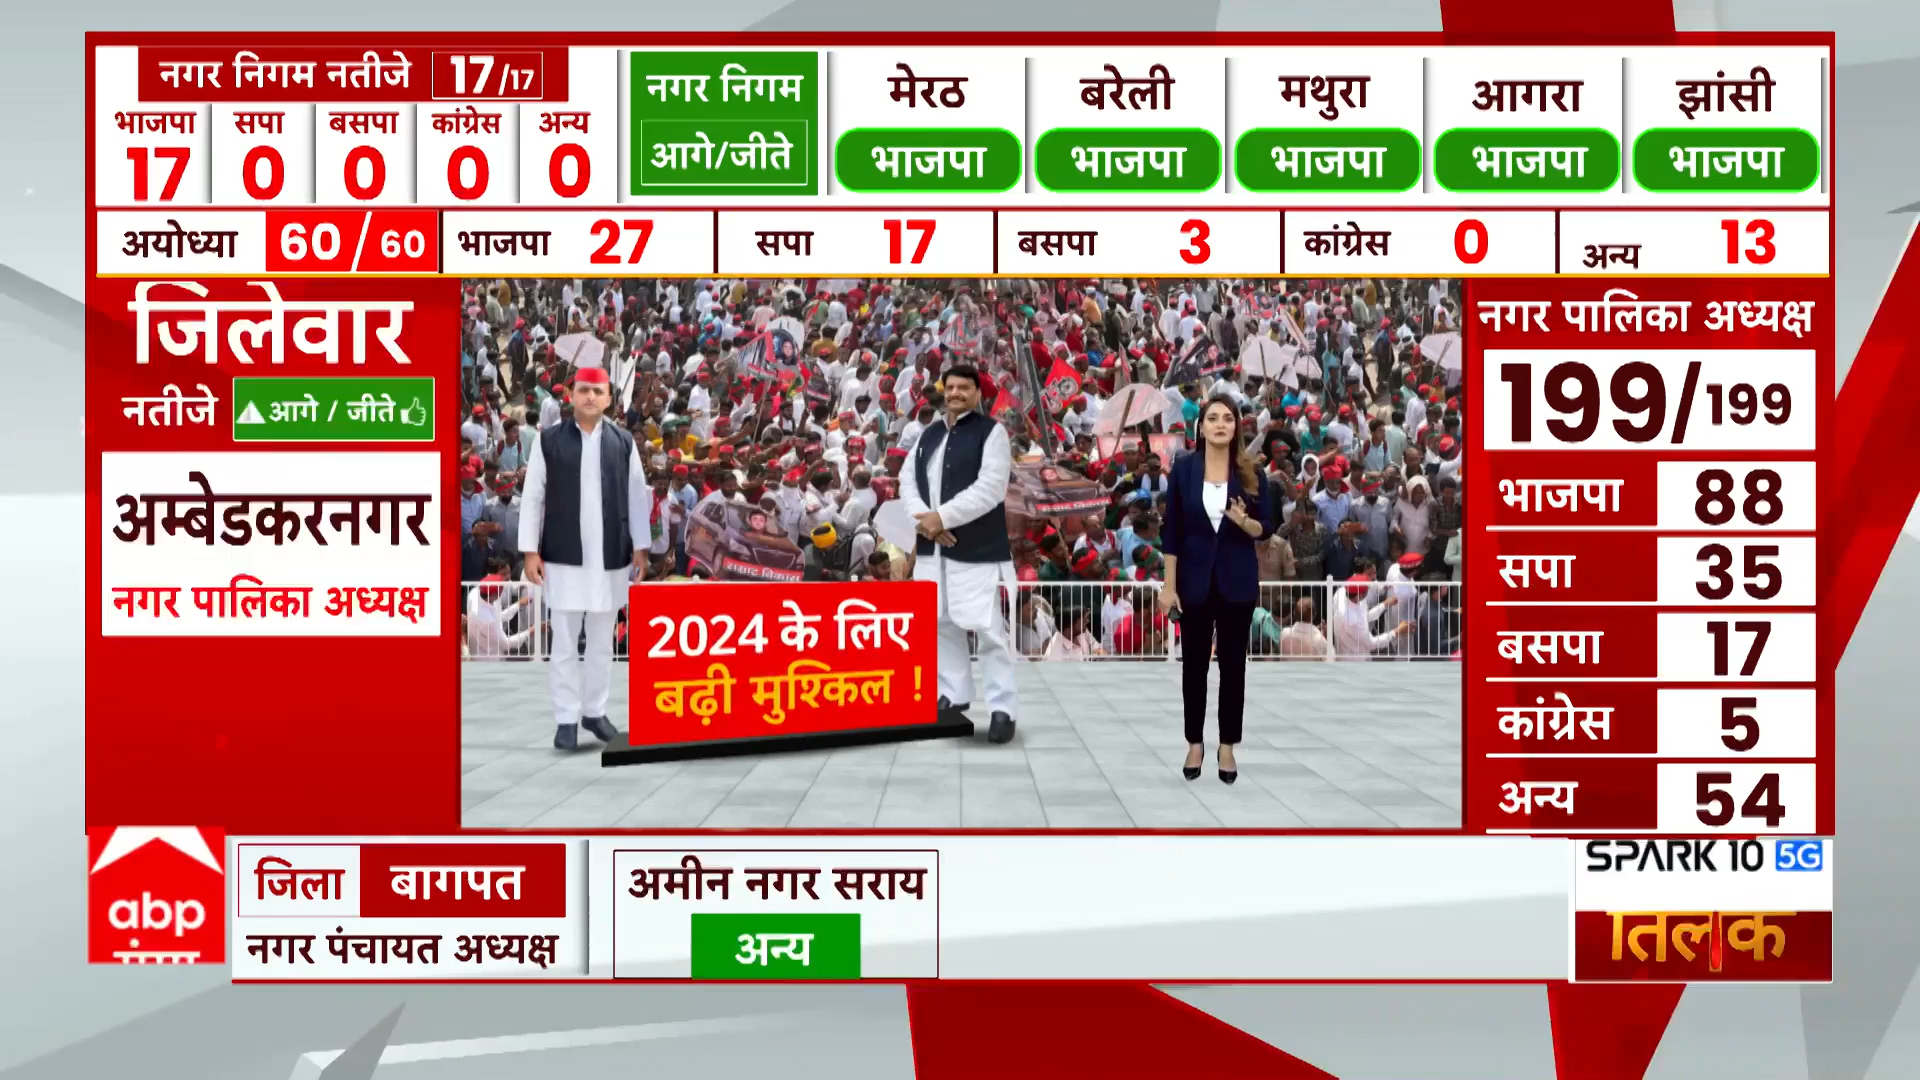 नगर निगम नतीजे 17/17
भाजपा सपा बसपा कांग्रेस अन्य
17 0 0 0 0
नगर निगम
आगे/जीते
मेरठ बरेली मथुरा आगरा झांसी
भाजपा भाजपा भाजपा भाजपा भाजपा
अयोध्या 60/60 भाजपा 27 सपा 17 बसपा 3 कांग्रेस 0 अन्य 13
जिलेवार
नतीजे आगे / जीते
अम्बेडकरनगर
नगर पालिका अध्यक्ष
2024 के लिए
बढ़ी मुश्किल !
नगर पालिका अध्यक्ष
199/199
भाजपा 88
सपा 35
बसपा 17
कांग्रेस 5
अन्य 54
abp
जिला बागपत
नगर पंचायत अध्यक्ष
अमीन नगर सराय
अन्य
SPARK 10 5G
तिलक